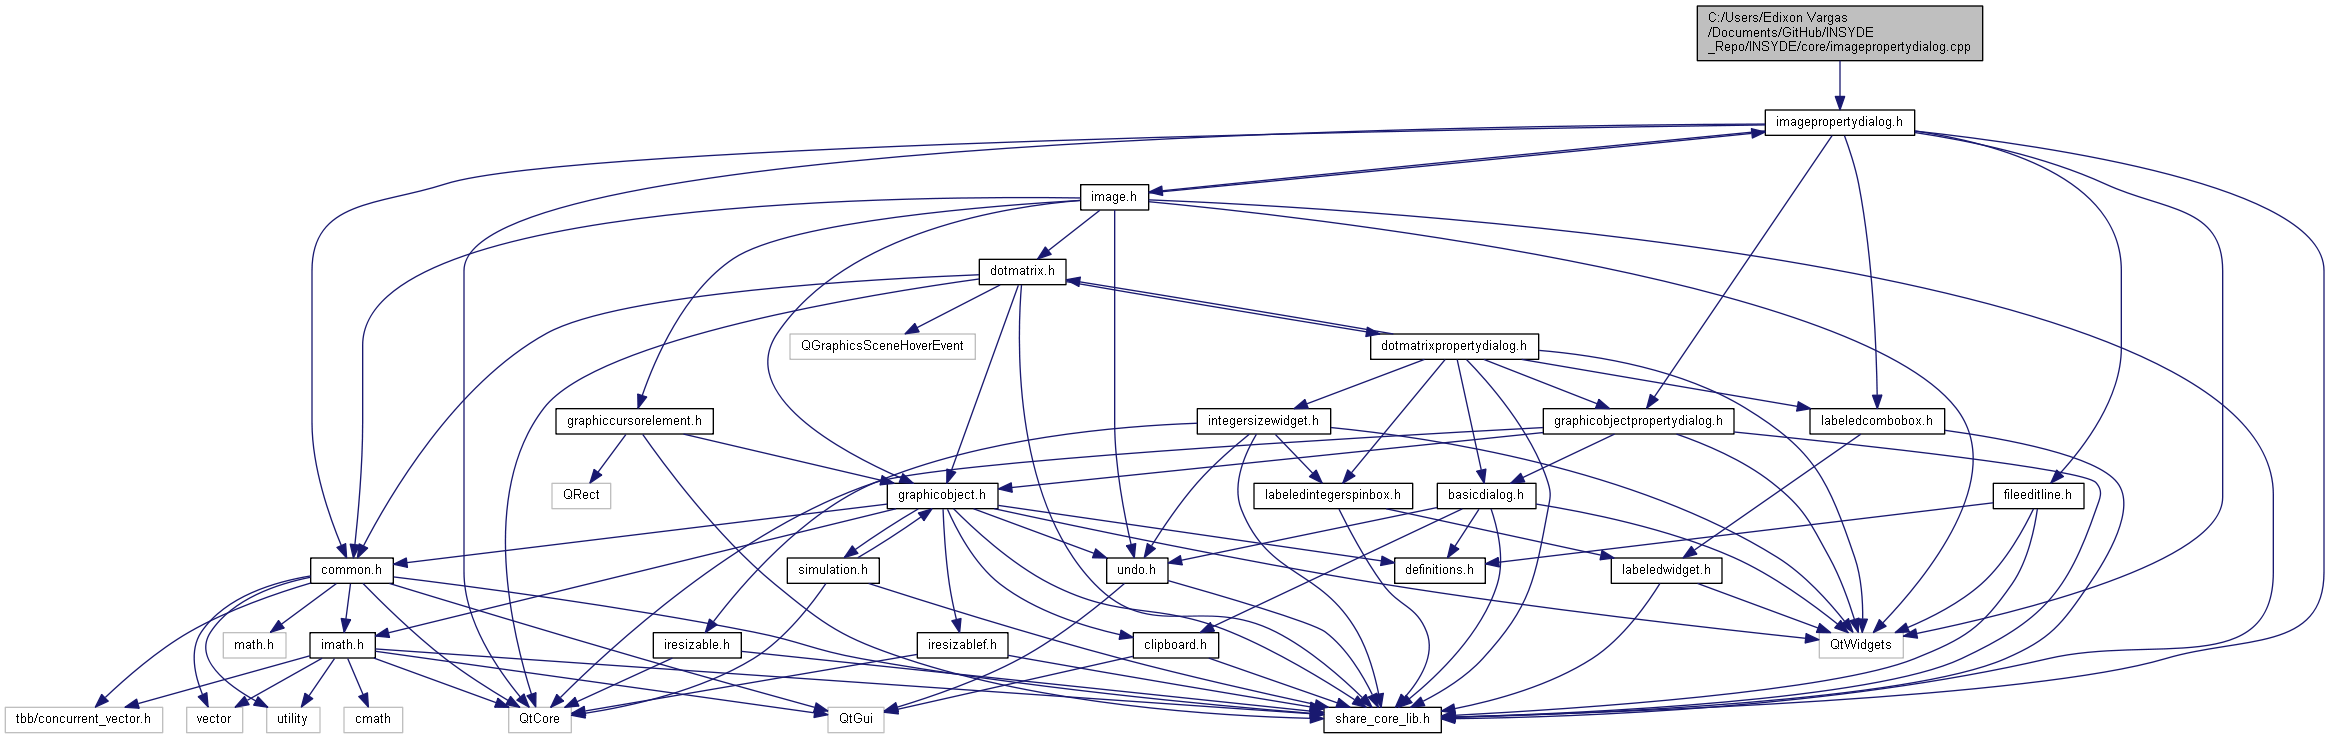 C:/Users/Edixon Vargas
/Documents/GitHub/INSYDE
_Repo/INSYDE/core/imagepropertydialog.cpp
imagepropertydialog.h
image.h
dotmatrix.h
QGraphicsSceneHoverEvent
dotmatrixpropertydialog.h
graphiccursorelement.h
integersizewidget.h
graphicobjectpropertydialog.h
labeledcombobox.h
QRect
graphicobject.h
labeledintegerspinbox.h
basicdialog.h
fileeditline.h
common.h
simulation.h
undo.h
definitions.h
labeledwidget.h
math.h
imath.h
iresizable.h
iresizablef.h
clipboard.h
QtWidgets
tbb/concurrent_vector.h
vector
utility
cmath
QtCore
QtGui
share_core_lib.h